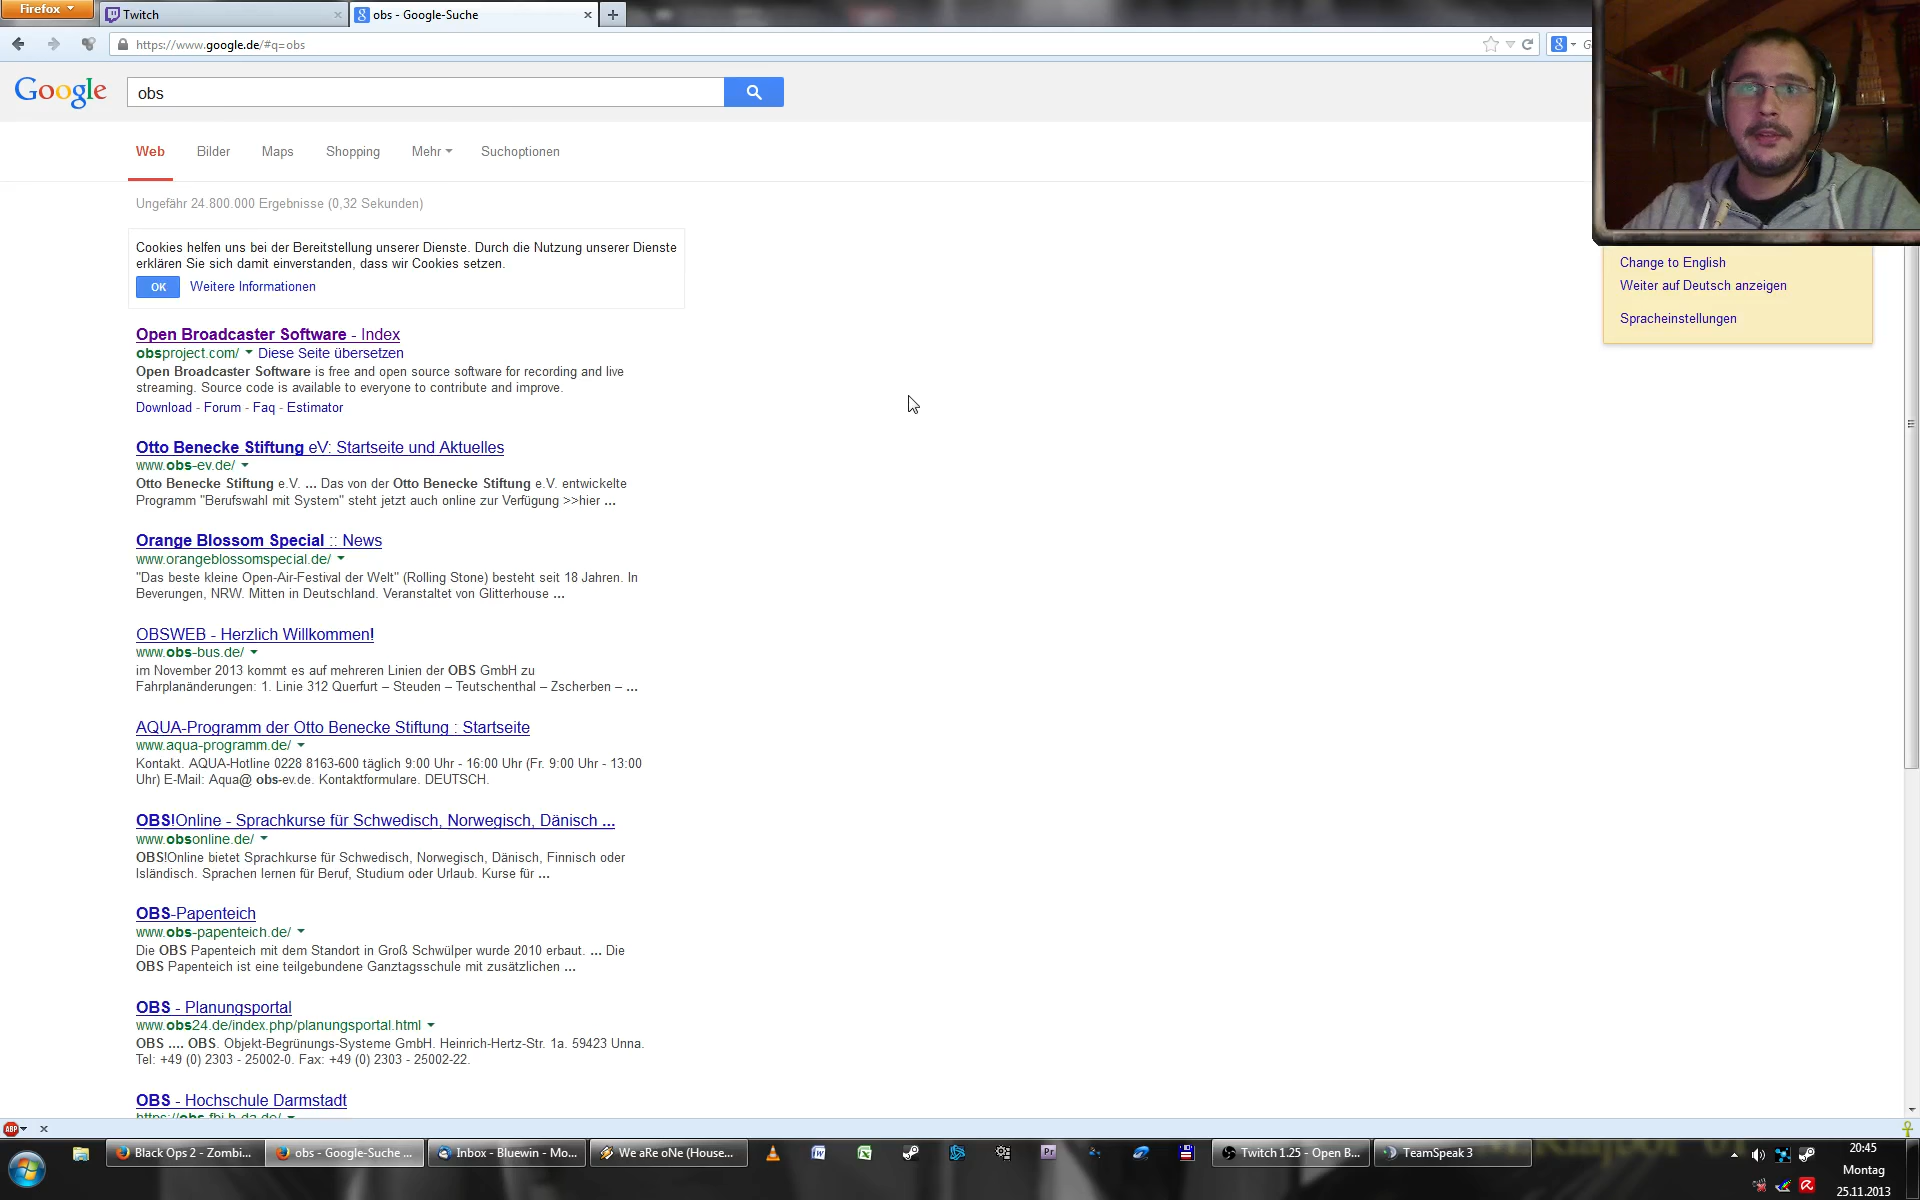 Firefox
Twitch
obs - Google-Suche
https://www.google.de/#q=obs
Google
obs
Web
Bilder
Maps
Shopping
Mehr
Suchoptionen
Ungefähr 24.800.000 Ergebnisse (0,32 Sekunden)
Cookies helfen uns bei der Bereitstellung unserer Dienste. Durch die Nutzung unserer Dienste
erklären Sie sich damit einverstanden, dass wir Cookies setzen.
OK
Weitere Informationen
Change to English
Weiter auf Deutsch anzeigen
Spracheinstellungen
Open Broadcaster Software - Index
obsproject.com/ Diese Seite übersetzen
Open Broadcaster Software is free and open source software for recording and live
streaming. Source code is available to everyone to contribute and improve.
Download - Forum - Faq - Estimator
Otto Benecke Stiftung eV: Startseite und Aktuelles
www.obs-ev.de/
Otto Benecke Stiftung e.V. ... Das von der Otto Benecke Stiftung e.V. entwickelte
Programm "Berufswahl mit System" steht jetzt auch online zur Verfügung >>hier ...
Orange Blossom Special :: News
www.orangeblossomspecial.de/
"Das beste kleine Open-Air-Festival der Welt" (Rolling Stone) besteht seit 18 Jahren. In
Beverungen, NRW. Mitten in Deutschland. Veranstaltet von Glitterhouse ...
OBSWEB - Herzlich Willkommen!
www.obs-bus.de/
im November 2013 kommt es auf mehreren Linien der OBS GmbH zu
Fahrplanänderungen: 1. Linie 312 Querfurt – Steuden – Teutschenthal – Zscherben – ...
AQUA-Programm der Otto Benecke Stiftung : Startseite
www.aqua-programm.de/
Kontakt. AQUA-Hotline 0228 8163-600 täglich 9:00 Uhr - 16:00 Uhr (Fr. 9:00 Uhr - 13:00
Uhr) E-Mail: Aqua@ obs-ev.de. Kontaktformulare. DEUTSCH.
OBS!Online - Sprachkurse für Schwedisch, Norwegisch, Dänisch ...
www.obsonline.de/
OBS!Online bietet Sprachkurse für Schwedisch, Norwegisch, Dänisch, Finnisch oder
Isländisch. Sprachen lernen für Beruf, Studium oder Urlaub. Kurse für ...
OBS-Papenteich
www.obs-papenteich.de/
Die OBS Papenteich mit dem Standort in Groß Schwülper wurde 2010 erbaut. ... Die
OBS Papenteich ist eine teilgebundene Ganztagsschule mit zusätzlichen ...
OBS - Planungsportal
www.obs24.de/index.php/planungsportal.html
OBS .... OBS. Objekt-Begrünungs-Systeme GmbH. Heinrich-Hertz-Str. 1a. 59423 Unna.
Tel: +49 (0) 2303 - 25002-0. Fax: +49 (0) 2303 - 25002-22.
OBS - Hochschule Darmstadt
https://obs.fbi.h-da.de/
ABP
Black Ops 2 - Zombi...
obs - Google-Suche ...
Inbox - Bluewin - Mo...
We aRe oNe (House...
Pr
Twitch 1.25 - Open B...
TeamSpeak 3
20:45
Montag
25.11.2013